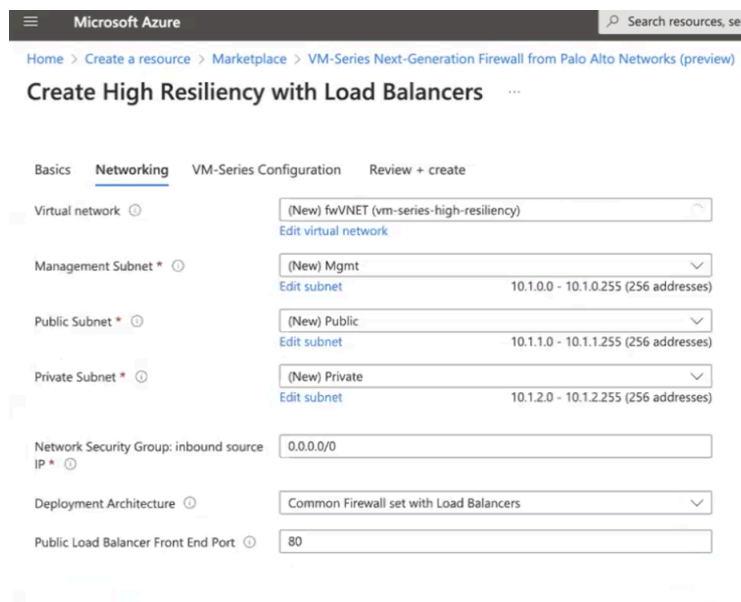 Microsoft Azure
Search resources, se
Home > Create a resource > Marketplace > VM-Series Next-Generation Firewall from Palo Alto Networks (preview)
Create High Resiliency with Load Balancers ...
Basics Networking VM-Series Configuration Review + create
Virtual network (New) fwVNET (vm-series-high-resiliency)
Edit virtual network
Management Subnet * (New) Mgmt
Edit subnet 10.1.0.0 - 10.1.0.255 (256 addresses)
Public Subnet * (New) Public
Edit subnet 10.1.1.0 - 10.1.1.255 (256 addresses)
Private Subnet * (New) Private
Edit subnet 10.1.2.0 - 10.1.2.255 (256 addresses)
Network Security Group: inbound source 0.0.0.0/0
IP *
Deployment Architecture Common Firewall set with Load Balancers
Public Load Balancer Front End Port 80